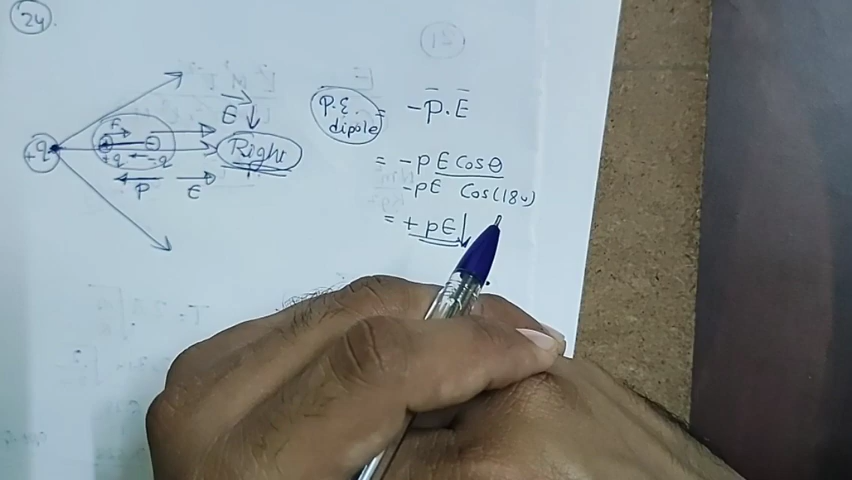 24
E
P.E. dipole = -p.E
= -pE Cosθ
-pE Cos(180)
= +pE↓
+q
F
+q -q
Right
P E